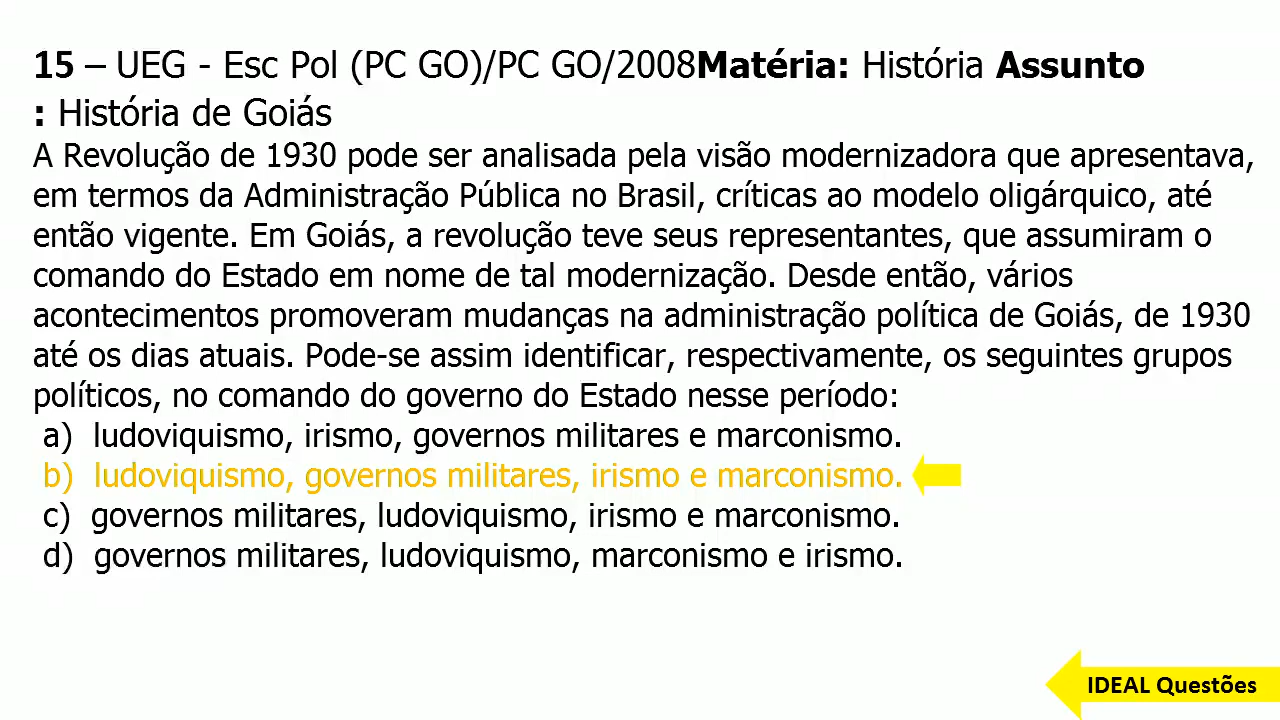 15 – UEG - Esc Pol (PC GO)/PC GO/2008Matéria: História Assunto
: História de Goiás
A Revolução de 1930 pode ser analisada pela visão modernizadora que apresentava,
em termos da Administração Pública no Brasil, críticas ao modelo oligárquico, até
então vigente. Em Goiás, a revolução teve seus representantes, que assumiram o
comando do Estado em nome de tal modernização. Desde então, vários
acontecimentos promoveram mudanças na administração política de Goiás, de 1930
até os dias atuais. Pode-se assim identificar, respectivamente, os seguintes grupos
políticos, no comando do governo do Estado nesse período:
a) ludoviquismo, irismo, governos militares e marconismo.
b) ludoviquismo, governos militares, irismo e marconismo.
c) governos militares, ludoviquismo, irismo e marconismo.
d) governos militares, ludoviquismo, marconismo e irismo.
IDEAL Questões